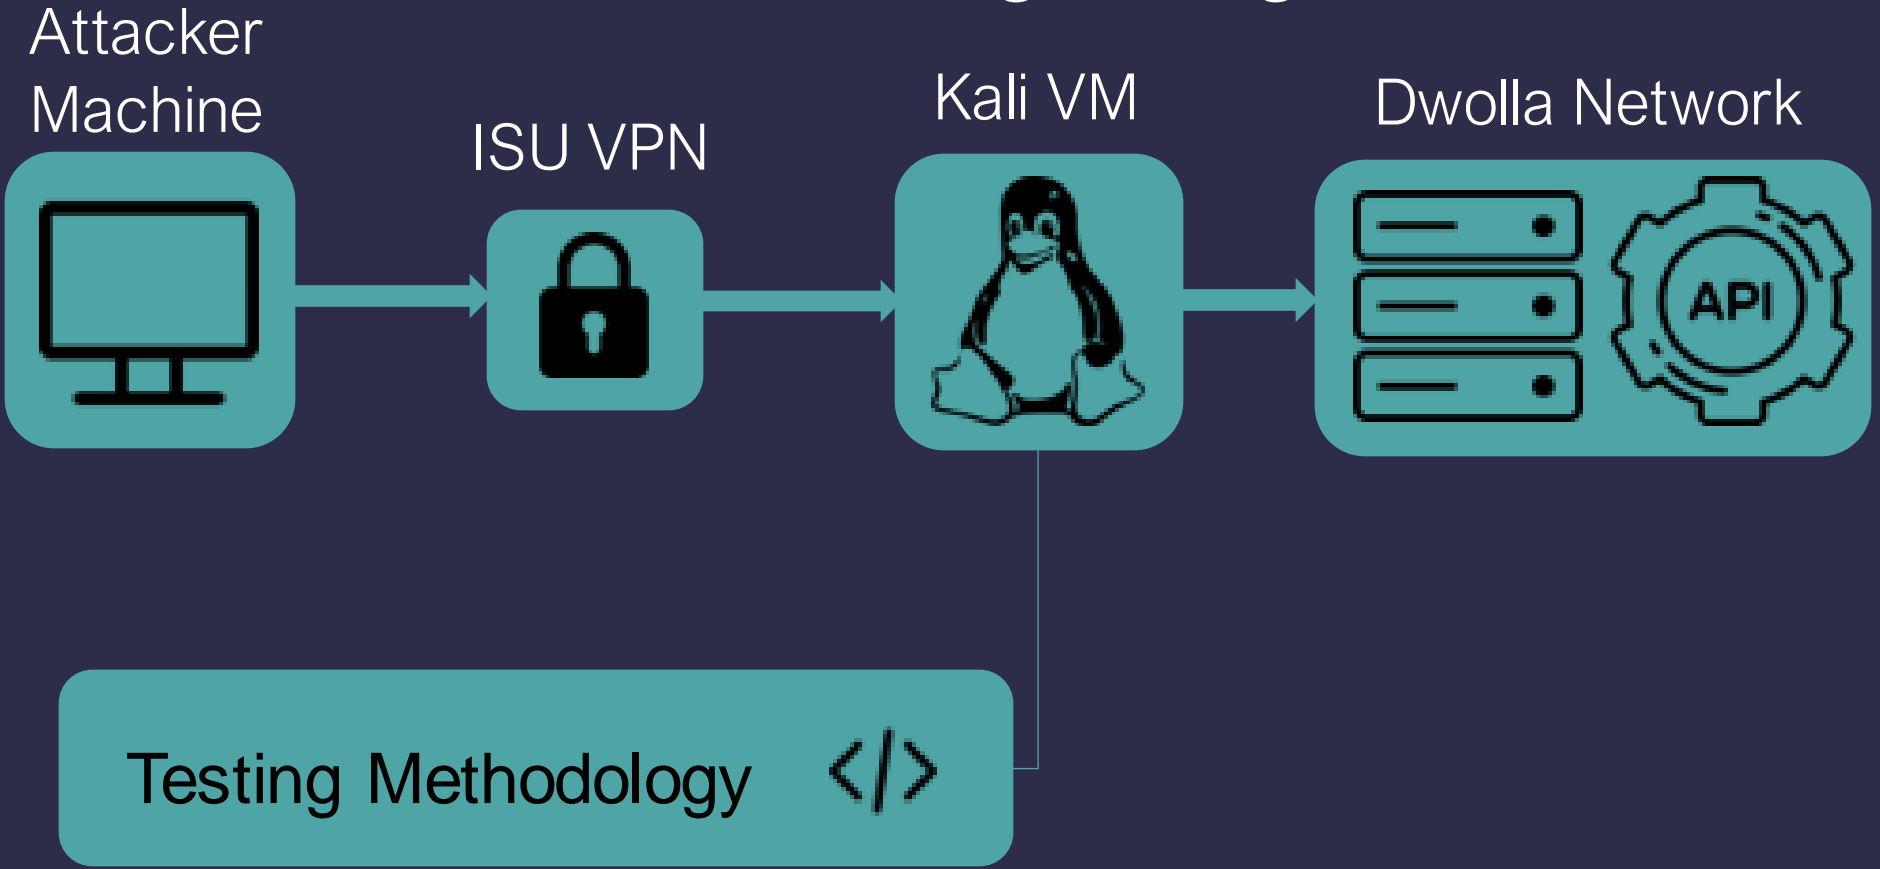 Attacker
Machine
ISU VPN
Kali VM
Dwolla Network
API
Testing Methodology </>